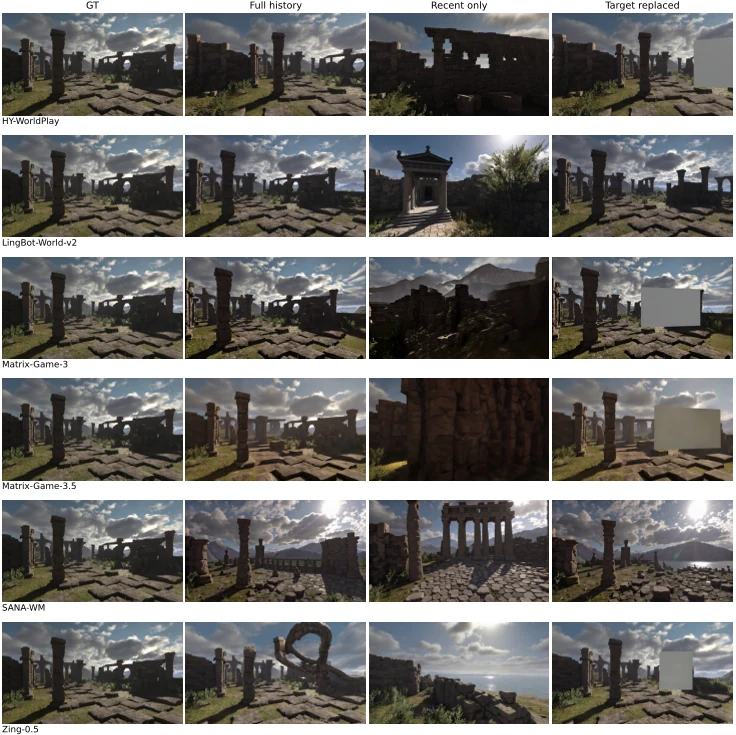 GT Full history Recent only Target replaced
HY-WorldPlay
LingBot-World-v2
Matrix-Game-3
Matrix-Game-3.5
SANA-WM
Zing-0.5